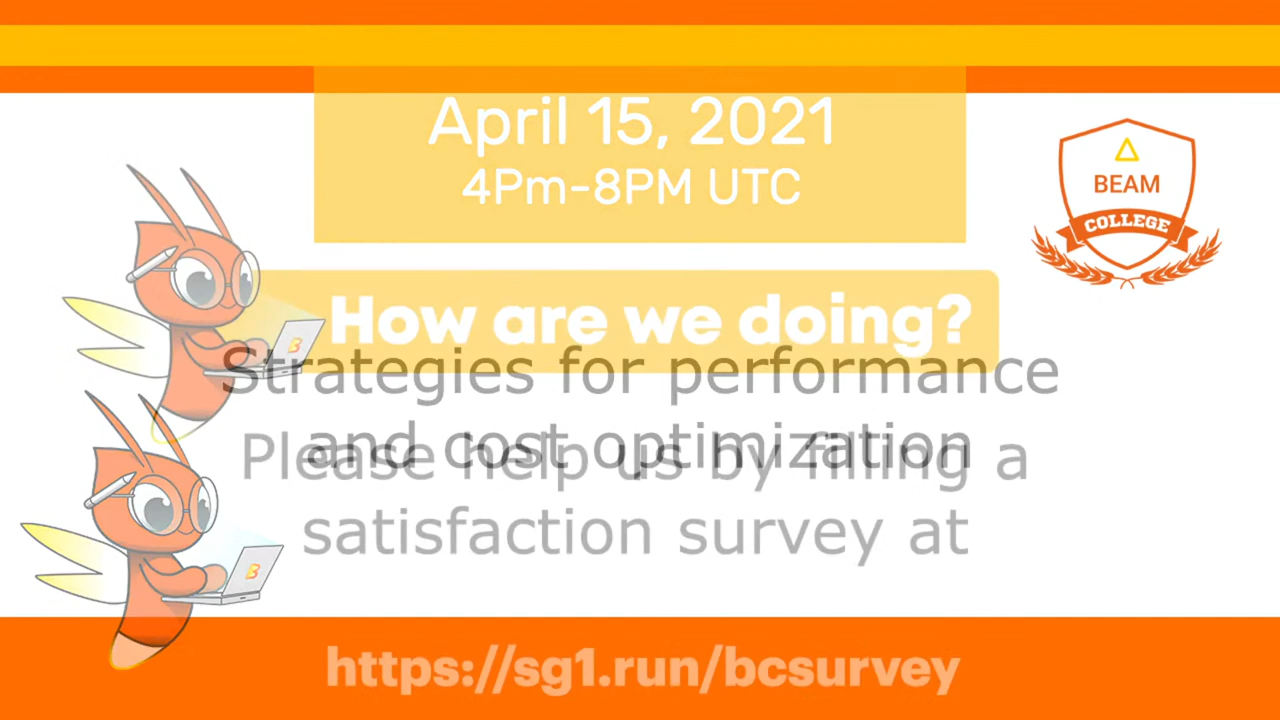 April 15, 2021
4Pm-8PM UTC
BEAM
COLLEGE
How are we doing?
Strategies for performance
and cost optimization
Please help us by filling a
satisfaction survey at
https://sg1.run/bcsurvey